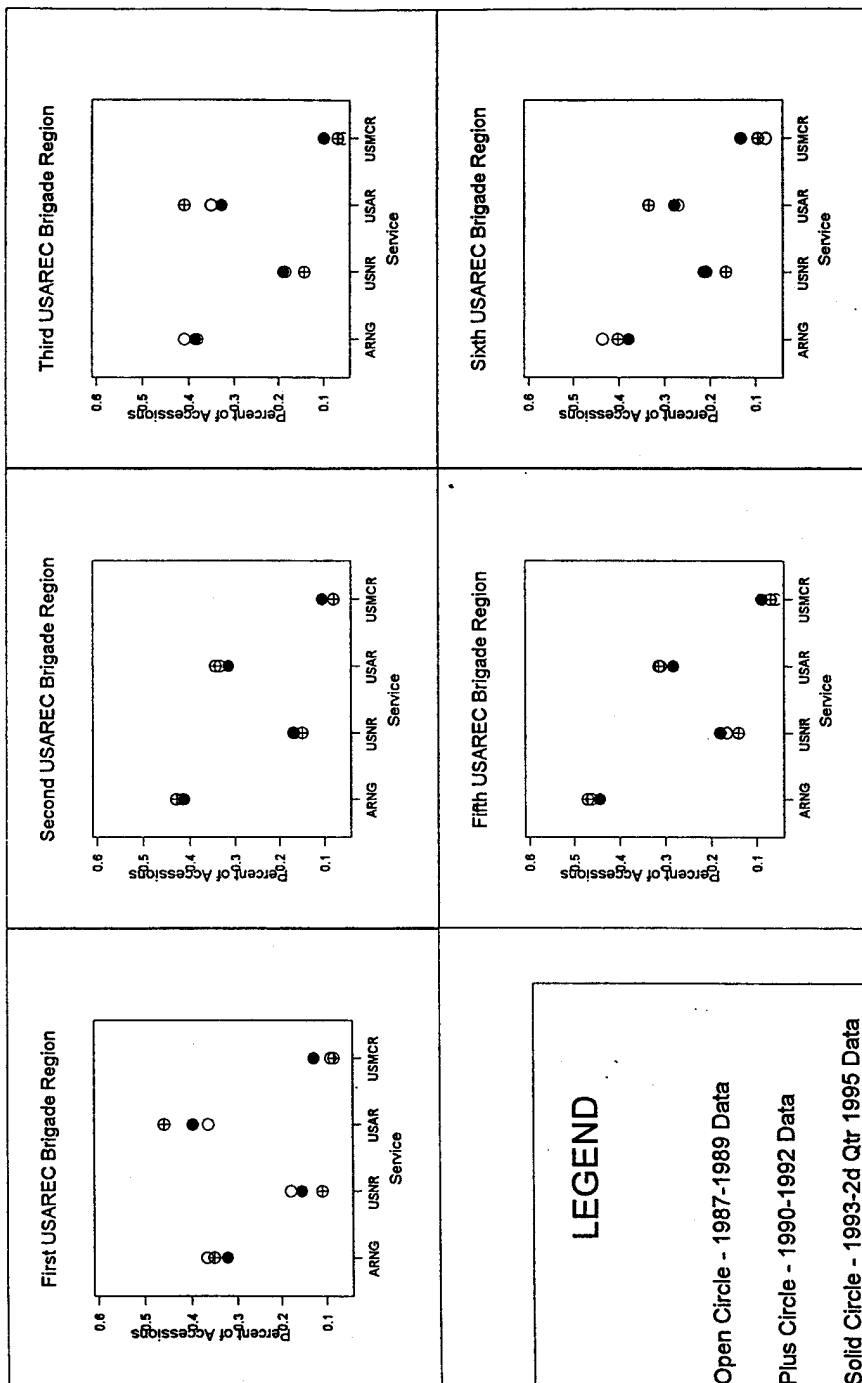 First USAREC Brigade Region
Percent of Accessions
0.6
0.5
0.4
0.3
0.2
0.1
ARNG USNR USAR USMCR
Service
Second USAREC Brigade Region
Percent of Accessions
0.6
0.5
0.4
0.3
0.2
0.1
ARNG USNR USAR USMCR
Service
Third USAREC Brigade Region
Percent of Accessions
0.6
0.5
0.4
0.3
0.2
0.1
ARNG USNR USAR USMCR
Service
LEGEND
Open Circle - 1987-1989 Data
Plus Circle - 1990-1992 Data
Solid Circle - 1993-2d Qtr 1995 Data
Fifth USAREC Brigade Region
Percent of Accessions
0.6
0.5
0.4
0.3
0.2
0.1
ARNG USNR USAR USMCR
Service
Sixth USAREC Brigade Region
Percent of Accessions
0.6
0.5
0.4
0.3
0.2
0.1
ARNG USNR USAR USMCR
Service